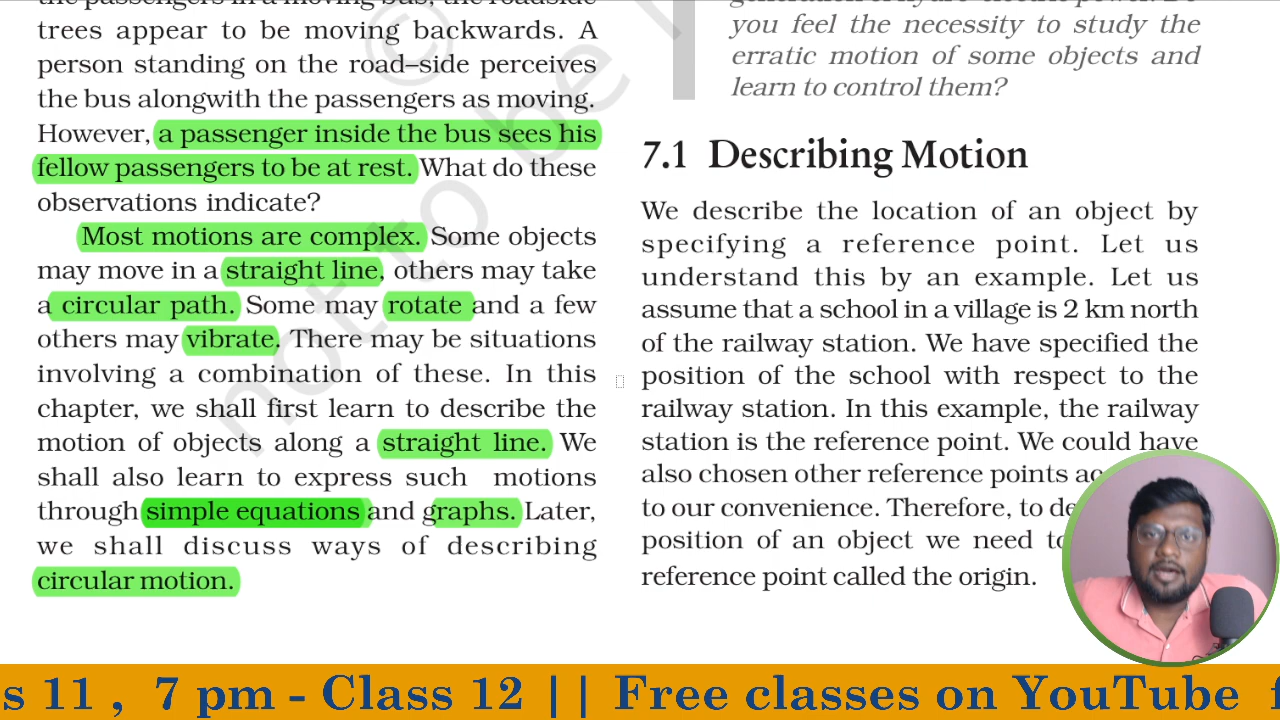 the passengers in a moving bus, the roadside
trees appear to be moving backwards. A
person standing on the road–side perceives
the bus alongwith the passengers as moving.
However, a passenger inside the bus sees his
fellow passengers to be at rest. What do these
observations indicate?
Most motions are complex. Some objects
may move in a straight line, others may take
a circular path. Some may rotate and a few
others may vibrate. There may be situations
involving a combination of these. In this
chapter, we shall first learn to describe the
motion of objects along a straight line. We
shall also learn to express such motions
through simple equations and graphs. Later,
we shall discuss ways of describing
circular motion.
you feel the necessity to study the
erratic motion of some objects and
learn to control them?
7.1 Describing Motion
We describe the location of an object by
specifying a reference point. Let us
understand this by an example. Let us
assume that a school in a village is 2 km north
of the railway station. We have specified the
position of the school with respect to the
railway station. In this example, the railway
station is the reference point. We could have
also chosen other reference points
to our convenience. Therefore, to
position of an object we need
reference point called the origin.
© not to be
s 11 , 7 pm - Class 12 || Free classes on YouTube